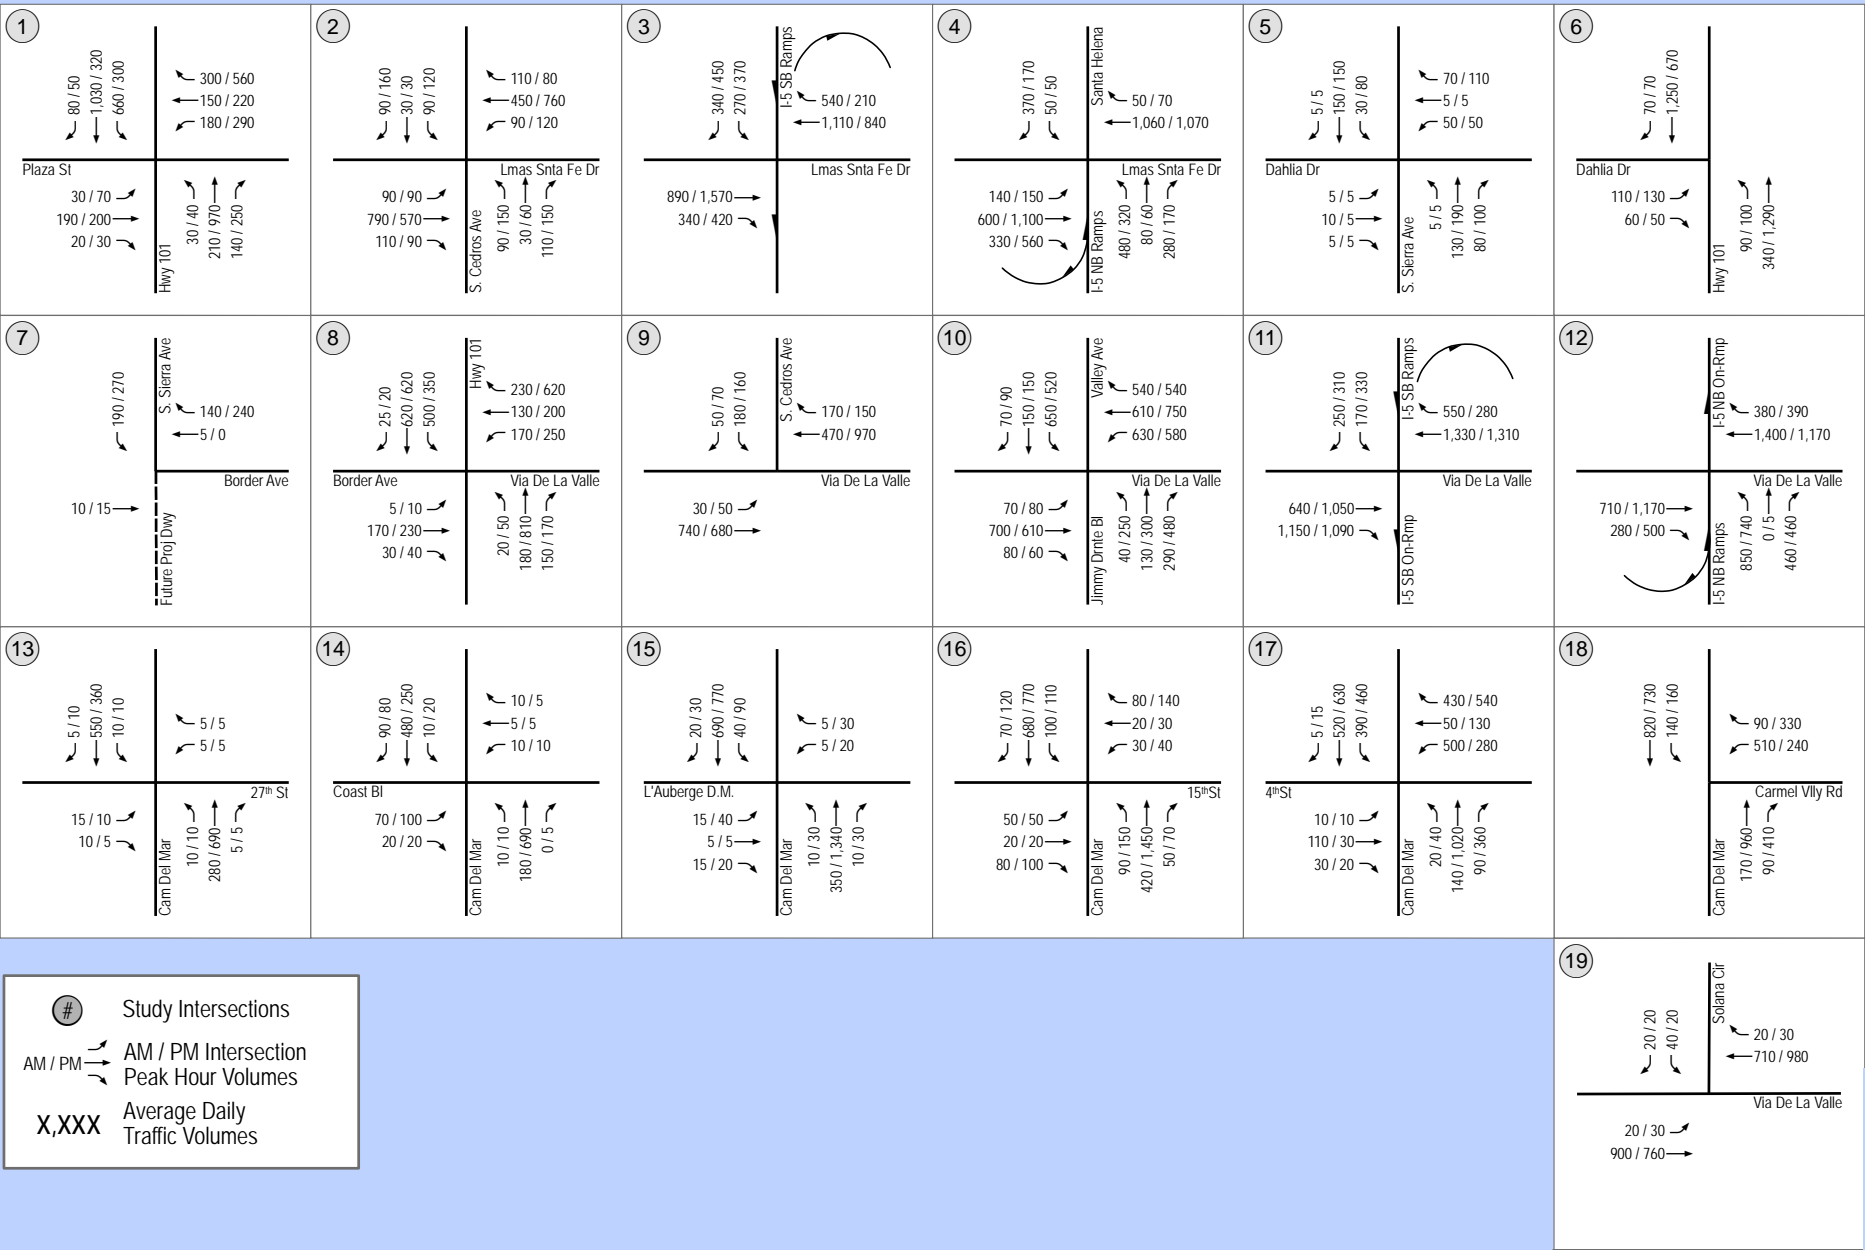 1
80 / 50
1,030 / 320
660 / 300
300 / 560
150 / 220
180 / 290
Plaza St
30 / 70
190 / 200
20 / 30
Hwy 101
30 / 40
210 / 970
140 / 250
2
90 / 160
30 / 30
90 / 120
110 / 80
450 / 760
90 / 120
Lmas Snta Fe Dr
90 / 90
790 / 570
110 / 90
S. Cedros Ave
90 / 150
30 / 60
110 / 150
3
340 / 450
270 / 370
I-5 SB Ramps
540 / 210
1,110 / 840
Lmas Snta Fe Dr
890 / 1,570
340 / 420
4
370 / 170
50 / 50
Santa Helena
50 / 70
1,060 / 1,070
Lmas Snta Fe Dr
140 / 150
600 / 1,100
330 / 560
I-5 NB Ramps
480 / 320
80 / 60
280 / 170
5
5 / 5
150 / 150
30 / 80
70 / 110
5 / 5
50 / 50
Dahlia Dr
5 / 5
10 / 5
5 / 5
S. Sierra Ave
5 / 5
130 / 190
80 / 100
6
70 / 70
1,250 / 670
Dahlia Dr
110 / 130
60 / 50
Hwy 101
90 / 100
340 / 1,290
7
190 / 270
S. Sierra Ave
140 / 240
5 / 0
Border Ave
10 / 15
Future Proj Dwy
8
25 / 20
620 / 620
500 / 350
Hwy 101
230 / 620
130 / 200
170 / 250
Border Ave
Via De La Valle
5 / 10
170 / 230
30 / 40
20 / 50
180 / 810
150 / 170
9
50 / 70
180 / 160
S. Cedros Ave
170 / 150
470 / 970
Via De La Valle
30 / 50
740 / 680
10
70 / 90
150 / 150
650 / 520
Valley Ave
540 / 540
610 / 750
630 / 580
Via De La Valle
70 / 80
700 / 610
80 / 60
Jimmy Drnte Bl
40 / 250
130 / 300
290 / 480
11
250 / 310
170 / 330
I-5 SB Ramps
550 / 280
1,330 / 1,310
Via De La Valle
640 / 1,050
1,150 / 1,090
I-5 SB On-Rmp
12
I-5 NB On-Rmp
380 / 390
1,400 / 1,170
Via De La Valle
710 / 1,170
280 / 500
I-5 NB Ramps
850 / 740
0 / 5
460 / 460
13
5 / 10
550 / 360
10 / 10
5 / 5
5 / 5
27th St
15 / 10
10 / 5
Cam Del Mar
10 / 10
280 / 690
5 / 5
14
90 / 80
480 / 250
10 / 20
10 / 5
5 / 5
10 / 10
Coast Bl
70 / 100
20 / 20
Cam Del Mar
10 / 10
180 / 690
0 / 5
15
20 / 30
690 / 770
40 / 90
5 / 30
5 / 20
L'Auberge D.M.
15 / 40
5 / 5
15 / 20
Cam Del Mar
10 / 30
350 / 1,340
10 / 30
16
70 / 120
680 / 770
100 / 110
80 / 140
20 / 30
30 / 40
15th St
50 / 50
20 / 20
80 / 100
Cam Del Mar
90 / 150
420 / 1,450
50 / 70
17
5 / 15
520 / 630
390 / 460
430 / 540
50 / 130
500 / 280
4th St
10 / 10
110 / 30
30 / 20
Cam Del Mar
20 / 40
140 / 1,020
90 / 360
18
820 / 730
140 / 160
90 / 330
510 / 240
Carmel Vlly Rd
Cam Del Mar
170 / 960
90 / 410
19
20 / 20
40 / 20
Solana Cir
20 / 30
710 / 980
Via De La Valle
20 / 30
900 / 760
# Study Intersections
AM / PM AM / PM Intersection
Peak Hour Volumes
X,XXX Average Daily
Traffic Volumes